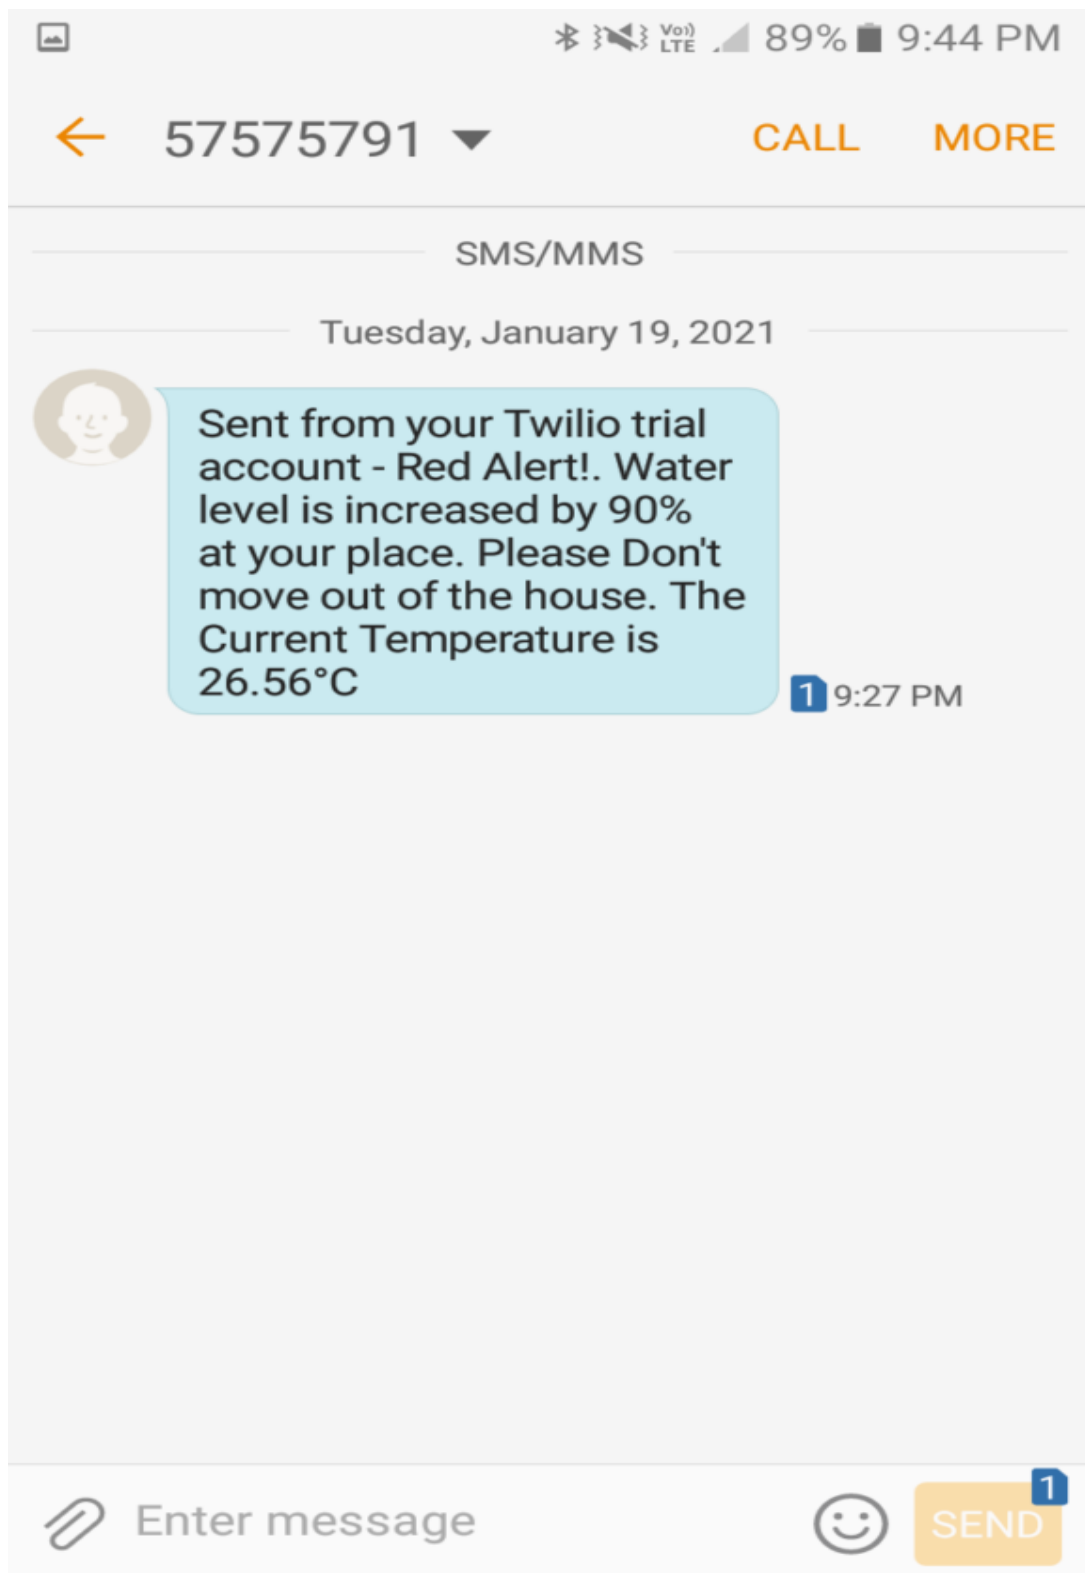 Vo)) LTE 89% 9:44 PM
57575791 CALL MORE
SMS/MMS
Tuesday, January 19, 2021
Sent from your Twilio trial
account - Red Alert!. Water
level is increased by 90%
at your place. Please Don't
move out of the house. The
Current Temperature is
26.56°C
1 9:27 PM
Enter message SEND 1